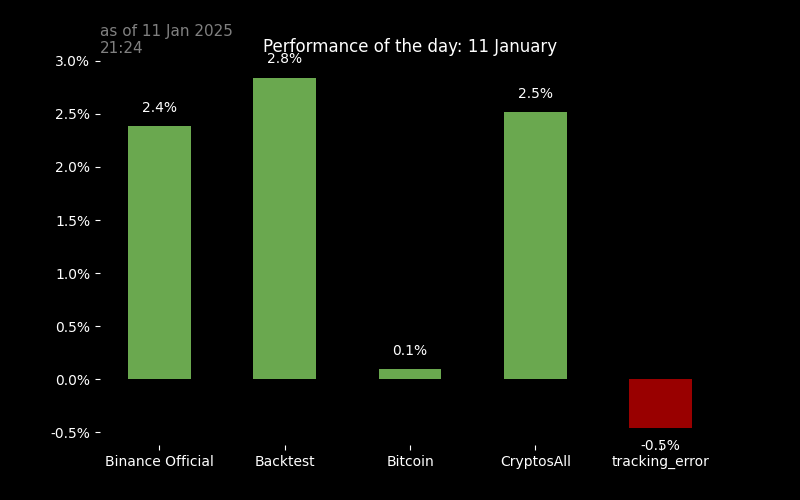 as of 11 Jan 2025
21:24
Performance of the day: 11 January
3.0%
2.5%
2.0%
1.5%
1.0%
0.5%
0.0%
-0.5%
2.4%
2.8%
0.1%
2.5%
-0.5%
Binance Official
Backtest
Bitcoin
CryptosAll
tracking_error